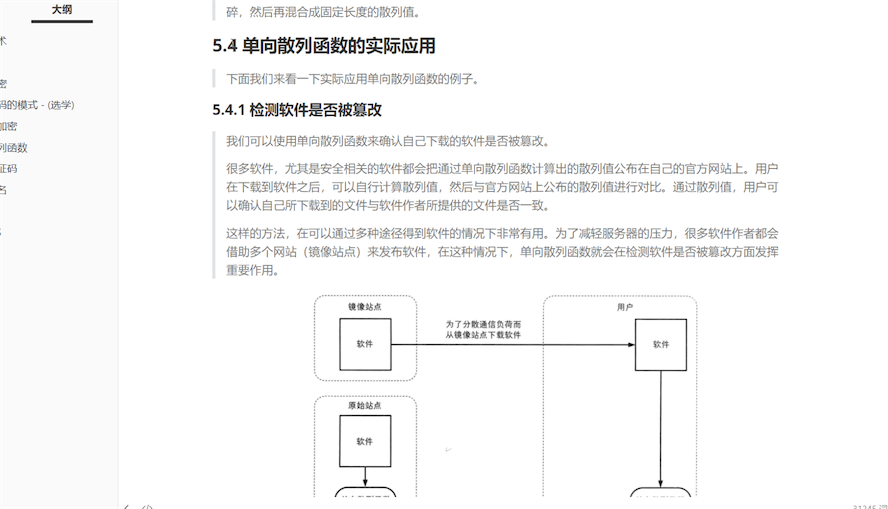 大纲
术
密
码的模式 - (选学)
加密
列函数
证码
名
碎，然后再混合成固定长度的散列值。
5.4 单向散列函数的实际应用
下面我们来看一下实际应用单向散列函数的例子。
5.4.1 检测软件是否被篡改
我们可以使用单向散列函数来确认自己下载的软件是否被篡改。
很多软件，尤其是安全相关的软件都会把通过单向散列函数计算出的散列值公布在自己的官方网站上。用户
在下载到软件之后，可以自行计算散列值，然后与官方网站上公布的散列值进行对比。通过散列值，用户可
以确认自己所下载到的文件与软件作者所提供的文件是否一致。
这样的方法，在可以通过多种途径得到软件的情况下非常有用。为了减轻服务器的压力，很多软件作者都会
借助多个网站（镜像站点）来发布软件，在这种情况下，单向散列函数就会在检测软件是否被篡改方面发挥
重要作用。
镜像站点
软件
为了分散通信负荷而
从镜像站点下载软件
用户
软件
原始站点
软件